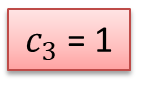 c₃ = 1